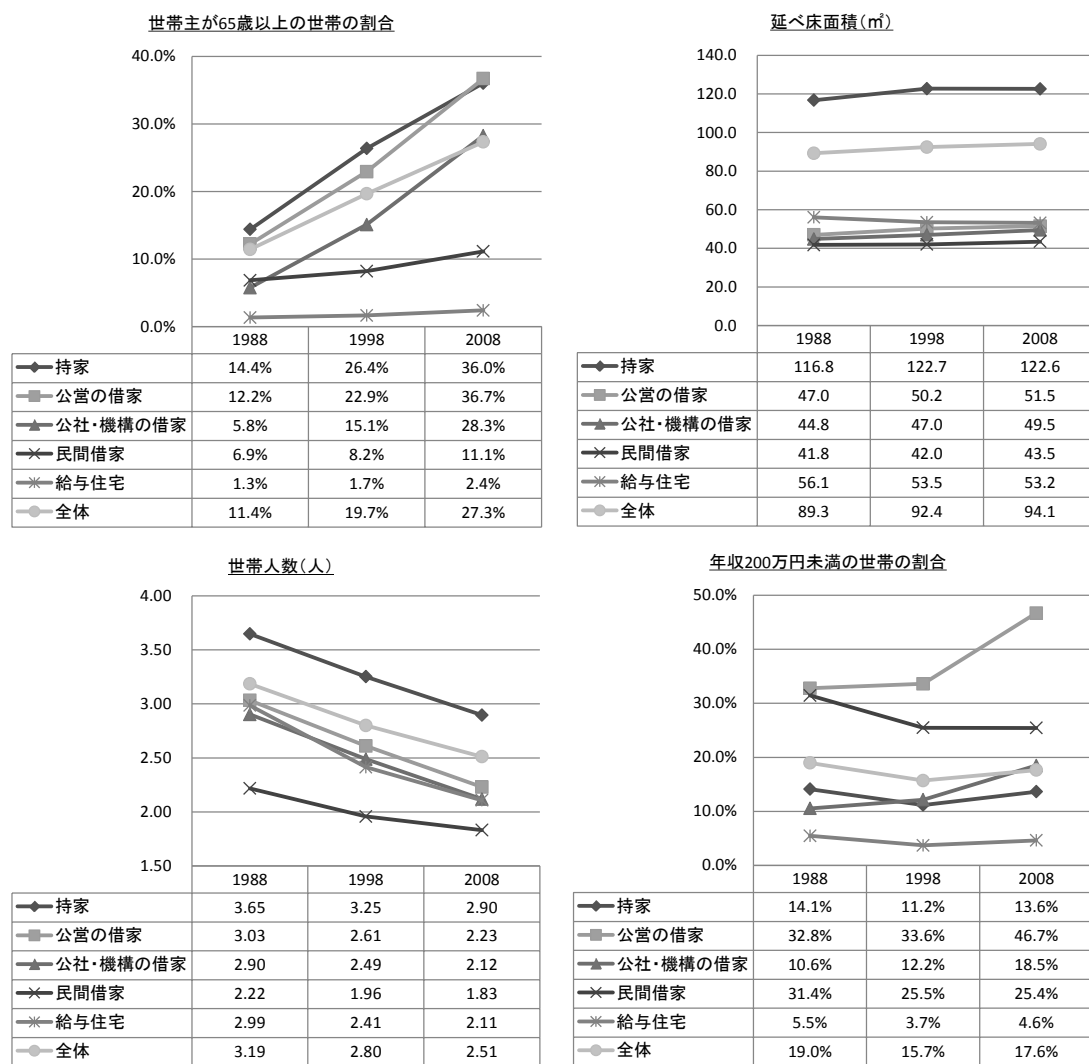 世帯主が65歳以上の世帯の割合
40.0%
30.0%
20.0%
10.0%
0.0%
1988 1998 2008
持家 14.4% 26.4% 36.0%
公営の借家 12.2% 22.9% 36.7%
公社・機構の借家 5.8% 15.1% 28.3%
民間借家 6.9% 8.2% 11.1%
給与住宅 1.3% 1.7% 2.4%
全体 11.4% 19.7% 27.3%
延べ床面積(㎡)
140.0
120.0
100.0
80.0
60.0
40.0
20.0
0.0
1988 1998 2008
持家 116.8 122.7 122.6
公営の借家 47.0 50.2 51.5
公社・機構の借家 44.8 47.0 49.5
民間借家 41.8 42.0 43.5
給与住宅 56.1 53.5 53.2
全体 89.3 92.4 94.1
世帯人数(人)
4.00
3.50
3.00
2.50
2.00
1.50
1988 1998 2008
持家 3.65 3.25 2.90
公営の借家 3.03 2.61 2.23
公社・機構の借家 2.90 2.49 2.12
民間借家 2.22 1.96 1.83
給与住宅 2.99 2.41 2.11
全体 3.19 2.80 2.51
年収200万円未満の世帯の割合
50.0%
40.0%
30.0%
20.0%
10.0%
0.0%
1988 1998 2008
持家 14.1% 11.2% 13.6%
公営の借家 32.8% 33.6% 46.7%
公社・機構の借家 10.6% 12.2% 18.5%
民間借家 31.4% 25.5% 25.4%
給与住宅 5.5% 3.7% 4.6%
全体 19.0% 15.7% 17.6%